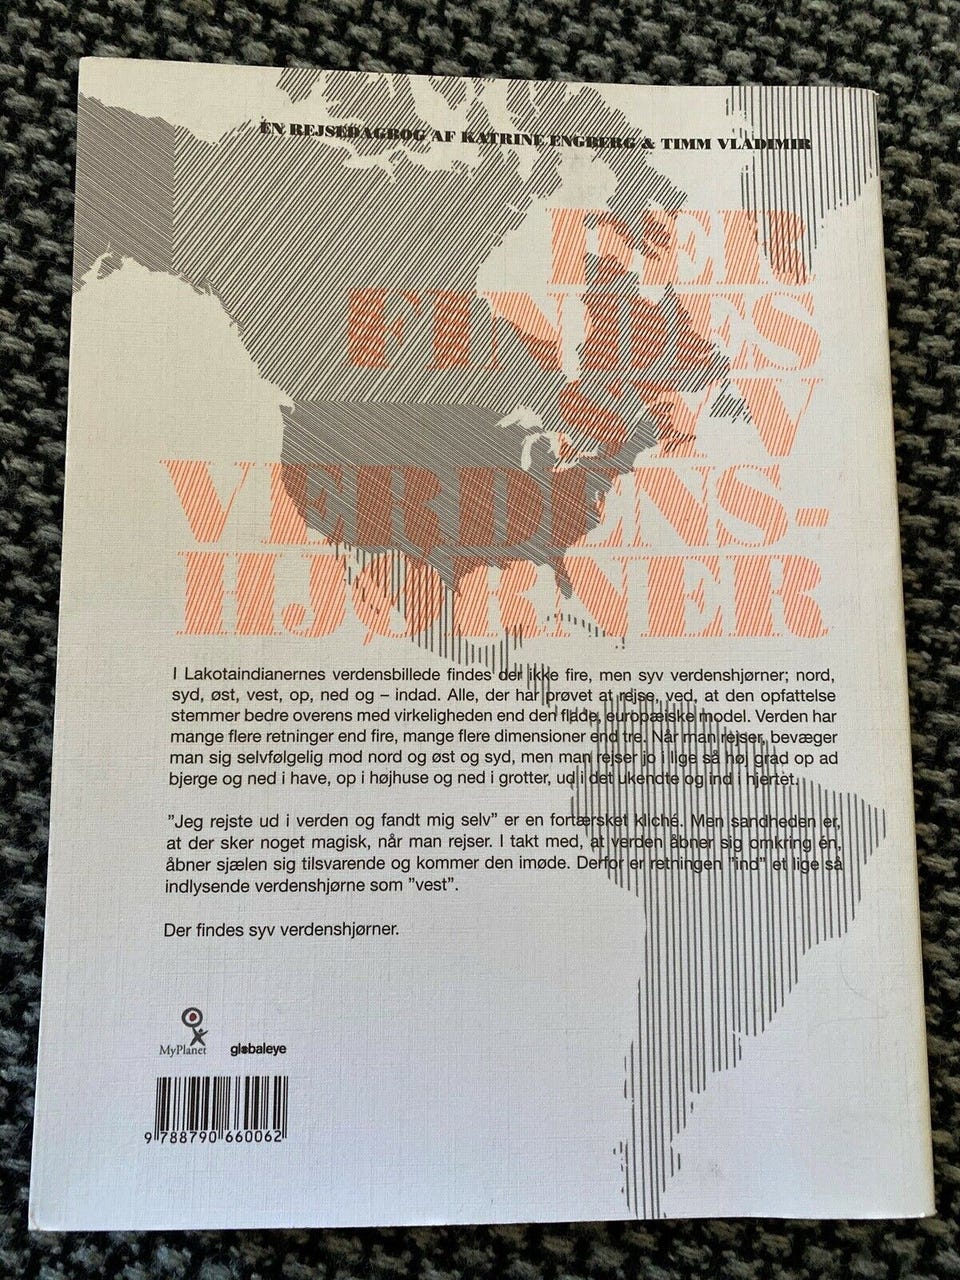 EN REJSEDAGBOG AF KATRINE ENGBERG & TIMM VLADIMIR
DER
FINDES
SYV
VERDENS-
HJØRNER
I Lakotaindianernes verdensbillede findes der ikke fire, men syv verdenshjørner; nord,
syd, øst, vest, op, ned og – indad. Alle, der har prøvet at rejse, ved, at den opfattelse
stemmer bedre overens med virkeligheden end den flade, europæiske model. Verden har
mange flere retninger end fire, mange flere dimensioner end tre. Når man rejser, bevæger
man sig selvfølgelig mod nord og øst og syd, men man rejser jo i lige så høj grad op ad
bjerge og ned i have, op i højhuse og ned i grotter, ud i det ukendte og ind i hjertet.
”Jeg rejste ud i verden og fandt mig selv” er en fortærsket kliché. Men sandheden er,
at der sker noget magisk, når man rejser. I takt med, at verden åbner sig omkring én,
åbner sjælen sig tilsvarende og kommer den imøde. Derfor er retningen ”ind” et lige så
indlysende verdenshjørne som ”vest”.
Der findes syv verdenshjørner.
MyPlanet globaleye
9 788790 660062